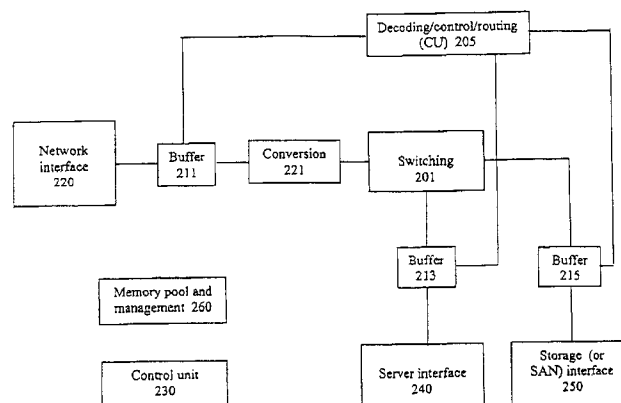 Decoding/control/routing
(CU) 205
Network
interface
220
Buffer
211
Conversion
221
Switching
201
Buffer
213
Buffer
215
Memory pool and
management 260
Control unit
230
Server interface
240
Storage (or
SAN) interface
250